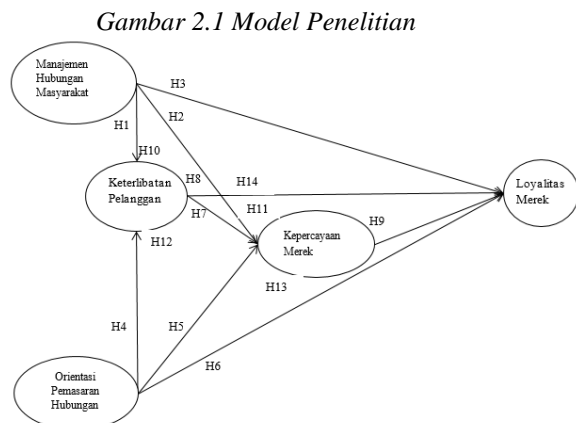 Gambar 2.1 Model Penelitian
Manajemen
Hubungan
Masyarakat
H3
H1
H2
H10
Keterlibatan
Pelanggan
H8
H7
H14
Loyalitas
Merek
H11
H9
H12
Kepercayaan
Merek
H13
H4
H5
H6
Orientasi
Pemasaran
Hubungan